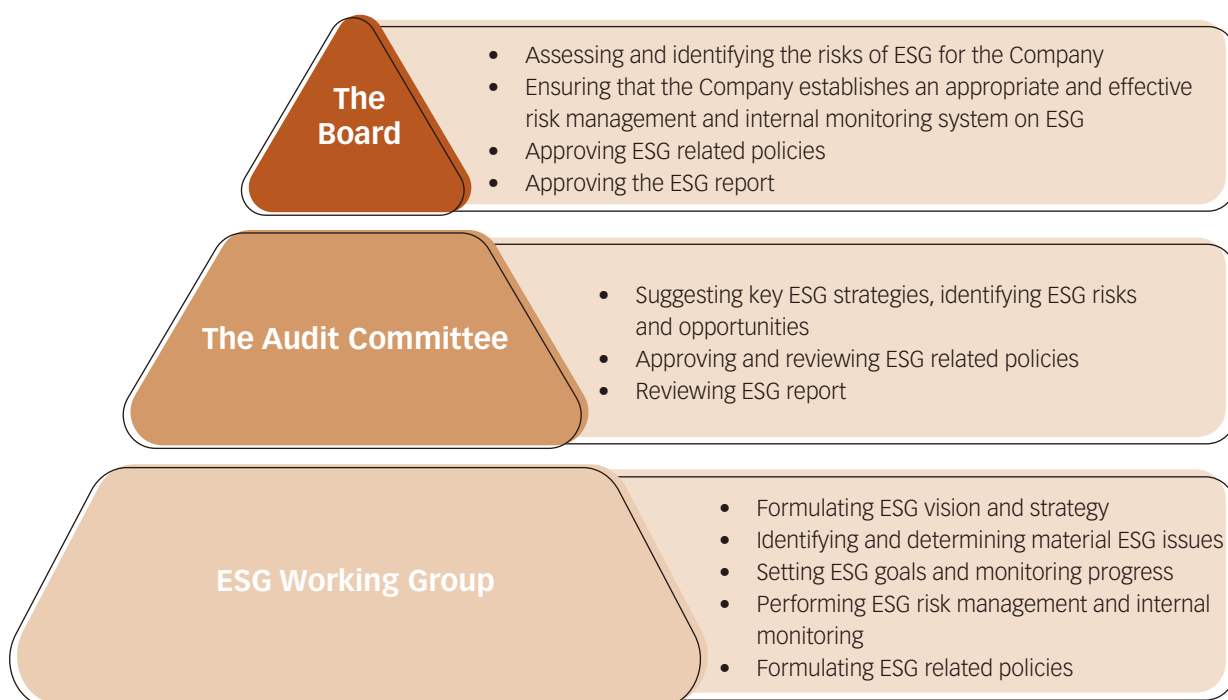 The
Board
• Assessing and identifying the risks of ESG for the Company
• Ensuring that the Company establishes an appropriate and effective
risk management and internal monitoring system on ESG
• Approving ESG related policies
• Approving the ESG report
The Audit Committee
• Suggesting key ESG strategies, identifying ESG risks
and opportunities
• Approving and reviewing ESG related policies
• Reviewing ESG report
ESG Working Group
• Formulating ESG vision and strategy
• Identifying and determining material ESG issues
• Setting ESG goals and monitoring progress
• Performing ESG risk management and internal
monitoring
• Formulating ESG related policies